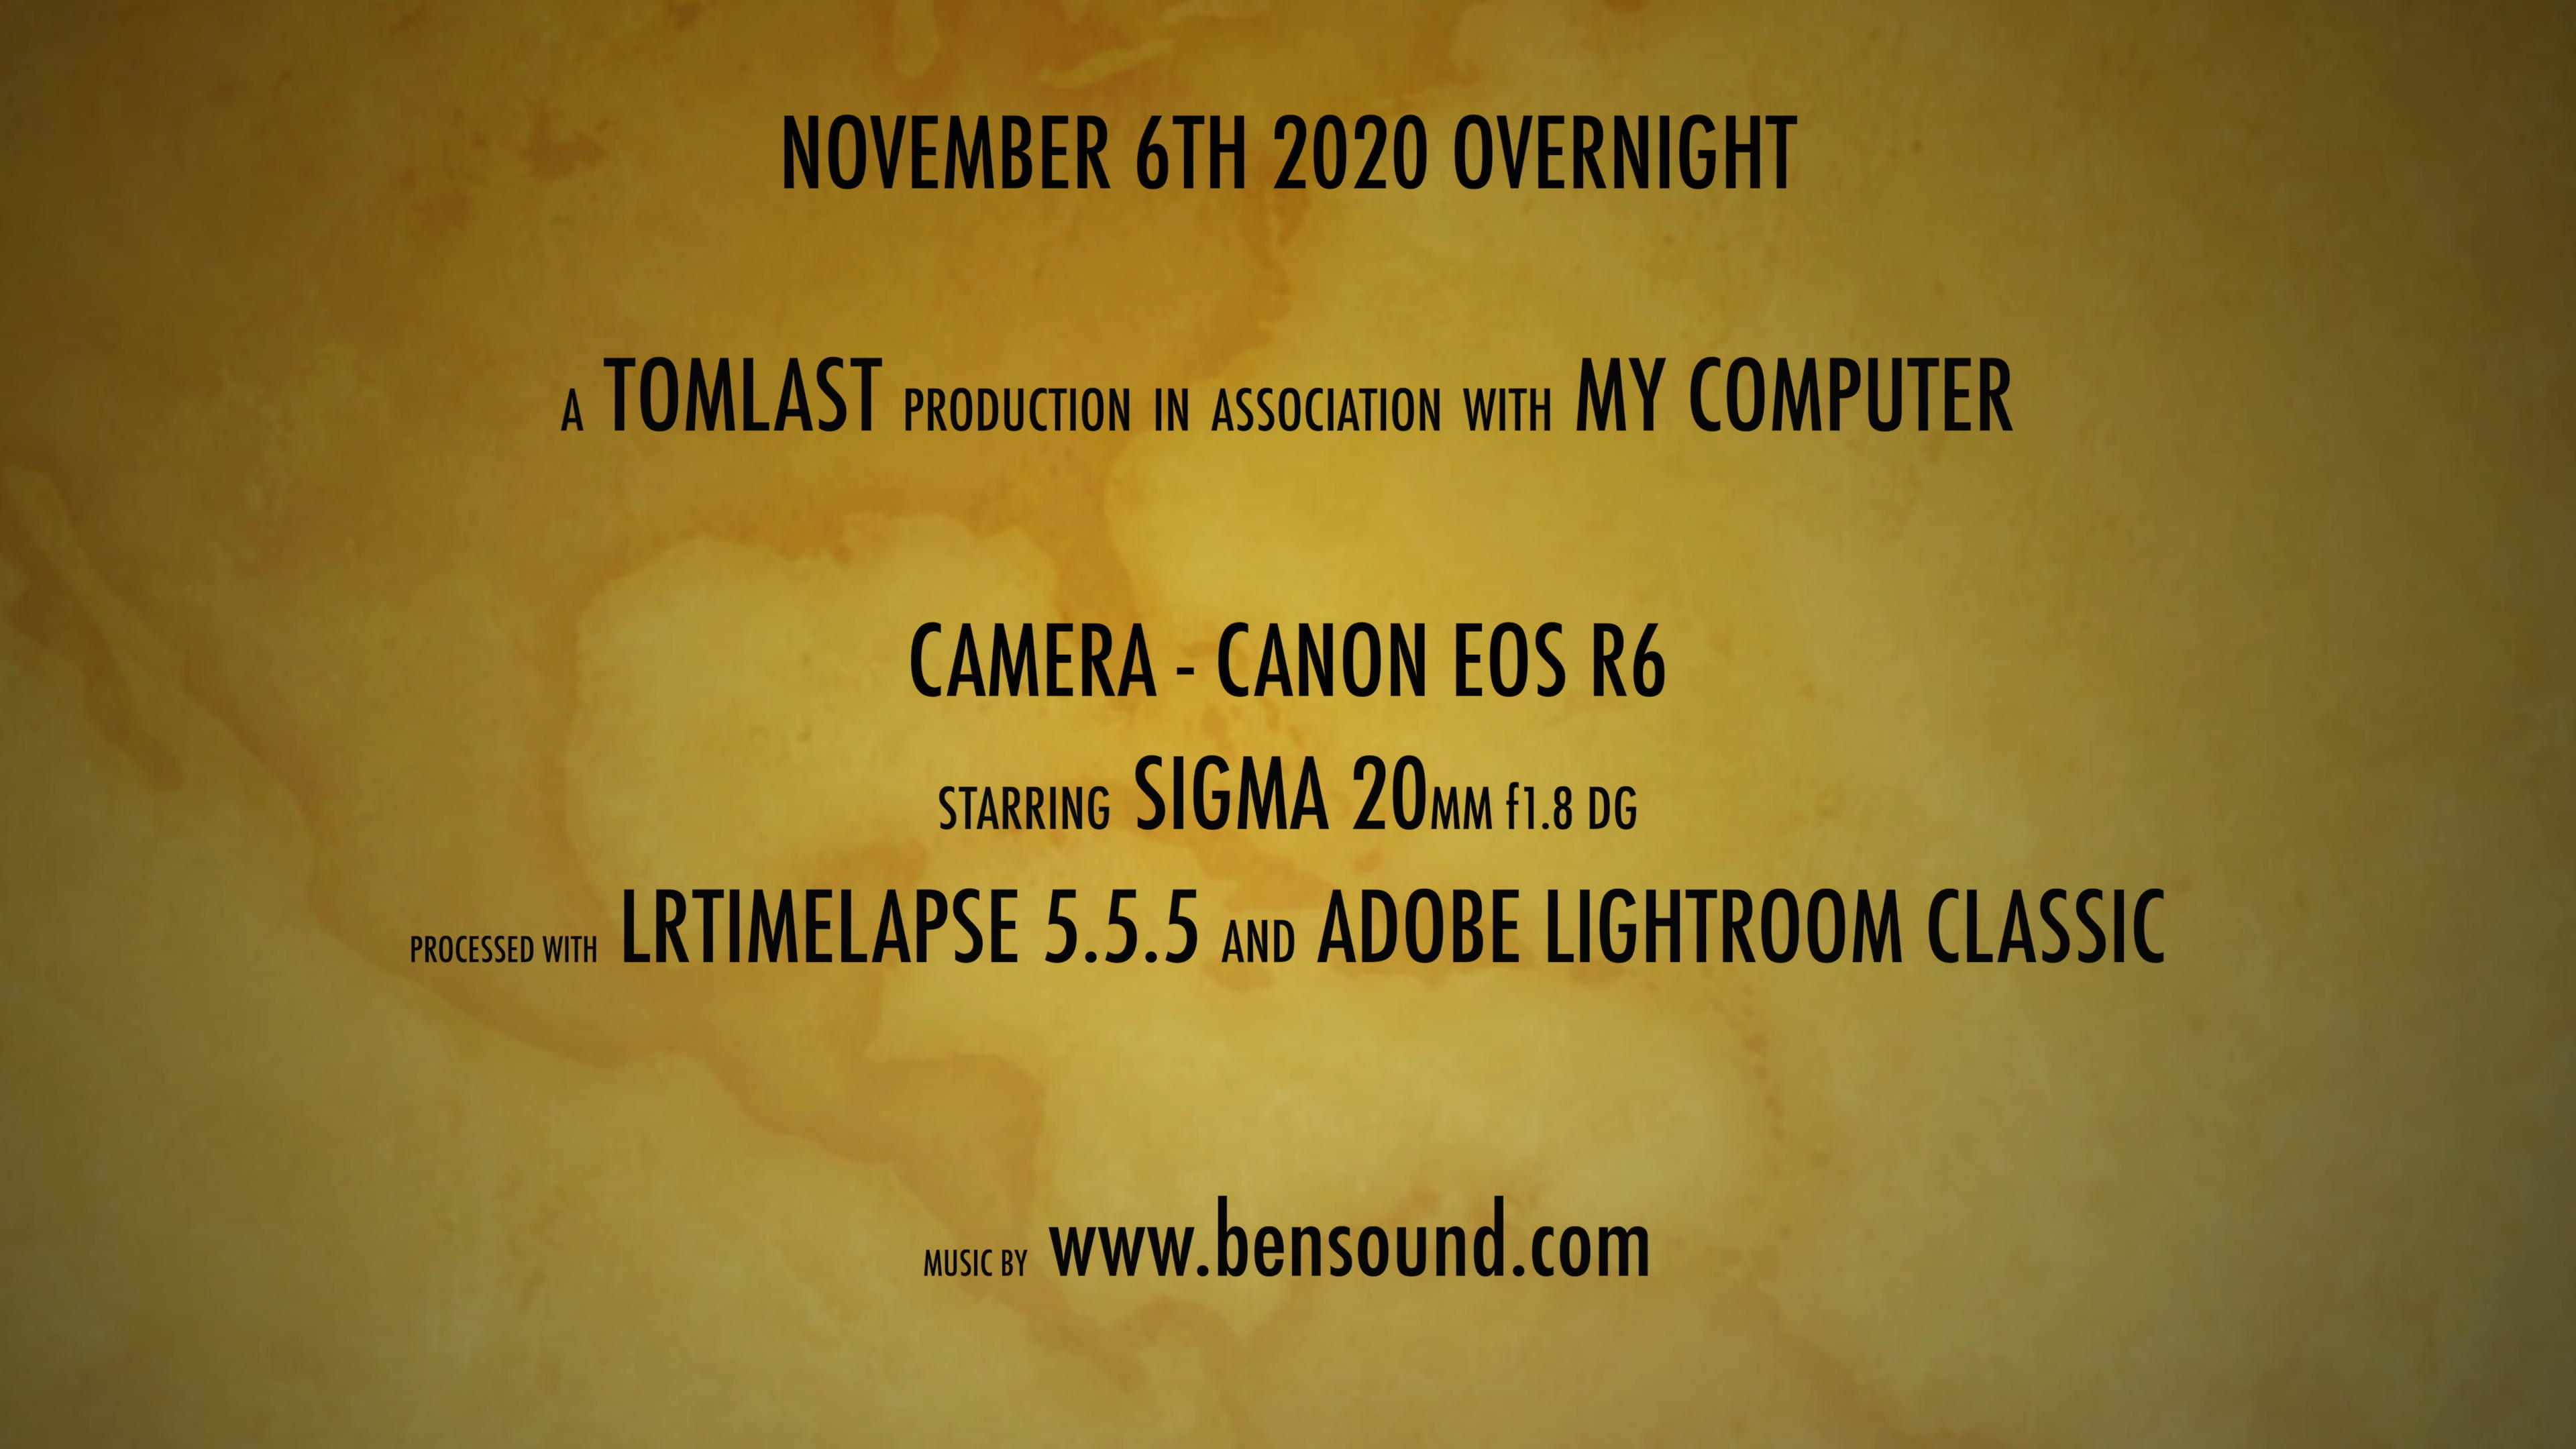 NOVEMBER 6TH 2020 OVERNIGHT
A TOMLAST PRODUCTION IN ASSOCIATION WITH MY COMPUTER
CAMERA - CANON EOS R6
STARRING SIGMA 20MM f1.8 DG
PROCESSED WITH LRTIMELAPSE 5.5.5 AND ADOBE LIGHTROOM CLASSIC
MUSIC BY www.bensound.com